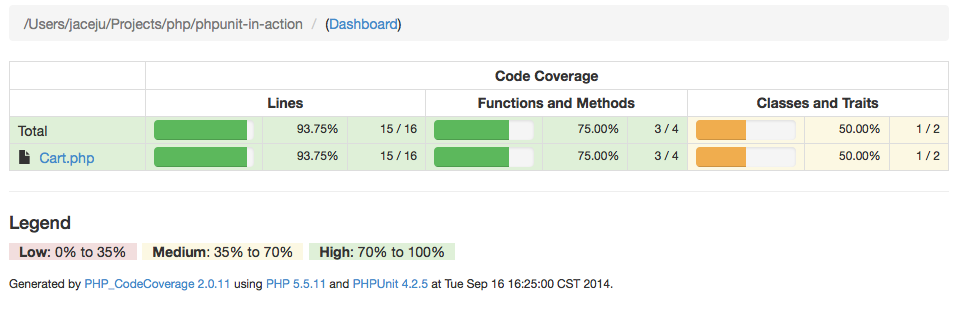 /Users/jaceju/Projects/php/phpunit-in-action / (Dashboard)
Code Coverage
Lines Functions and Methods Classes and Traits
Total 93.75% 15 / 16 75.00% 3 / 4 50.00% 1 / 2
Cart.php 93.75% 15 / 16 75.00% 3 / 4 50.00% 1 / 2
Legend
Low: 0% to 35% Medium: 35% to 70% High: 70% to 100%
Generated by PHP_CodeCoverage 2.0.11 using PHP 5.5.11 and PHPUnit 4.2.5 at Tue Sep 16 16:25:00 CST 2014.